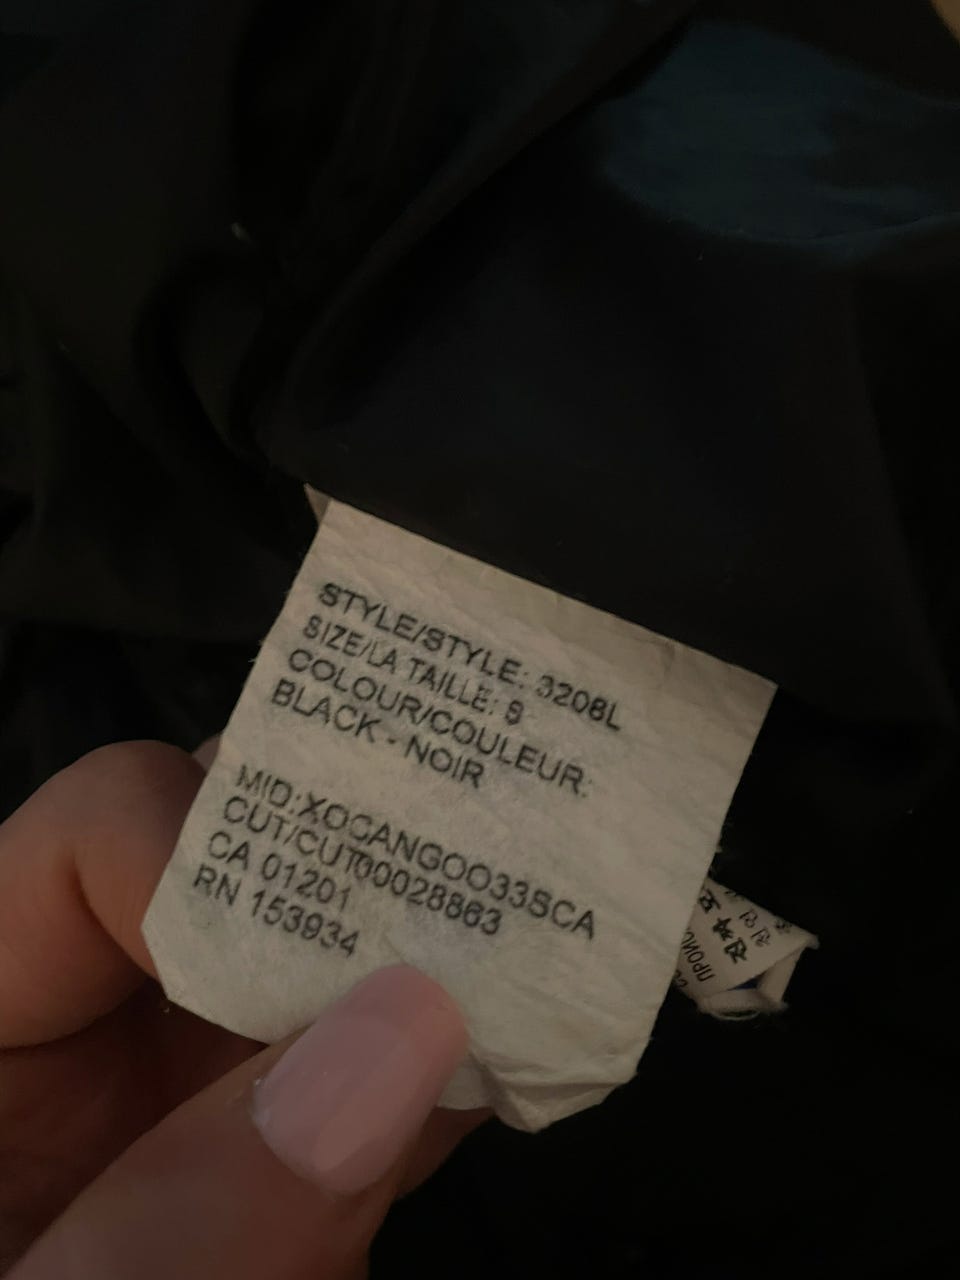 STYLE/STYLE: 3208L
SIZE/LA TAILLE: S
COLOUR/COULEUR:
BLACK - NOIR
MID:XOCANGOO33SCA
CUT/CUT00028863
CA 01201
RN 153934